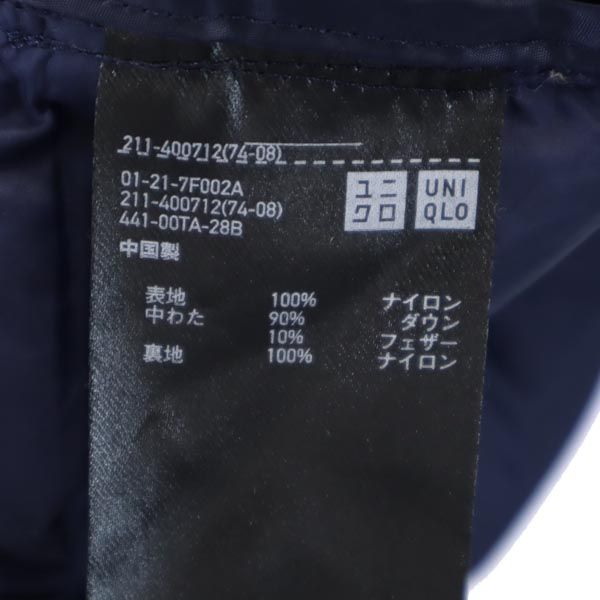 211-400712(74-08)
01-21-7F002A
211-400712(74-08)
441-00TA-28B
中国製
ユニ
クロ
UNI
QLO
表地 100% ナイロン
中わた 90% ダウン
10% フェザー
裏地 100% ナイロン